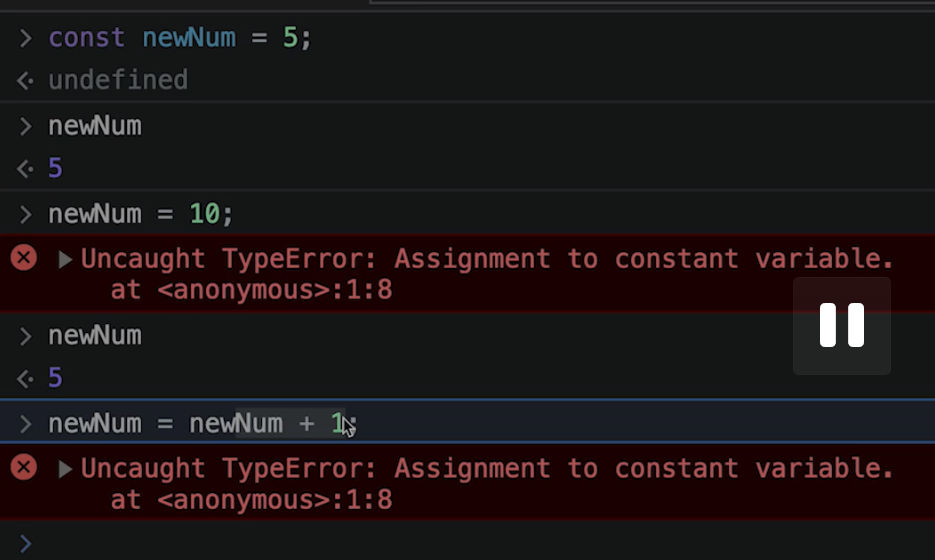 > const newNum = 5;
<· undefined
> newNum
<· 5
> newNum = 10;
Uncaught TypeError: Assignment to constant variable.
at <anonymous>:1:8
> newNum
<· 5
> newNum = newNum + 1;
Uncaught TypeError: Assignment to constant variable.
at <anonymous>:1:8
>